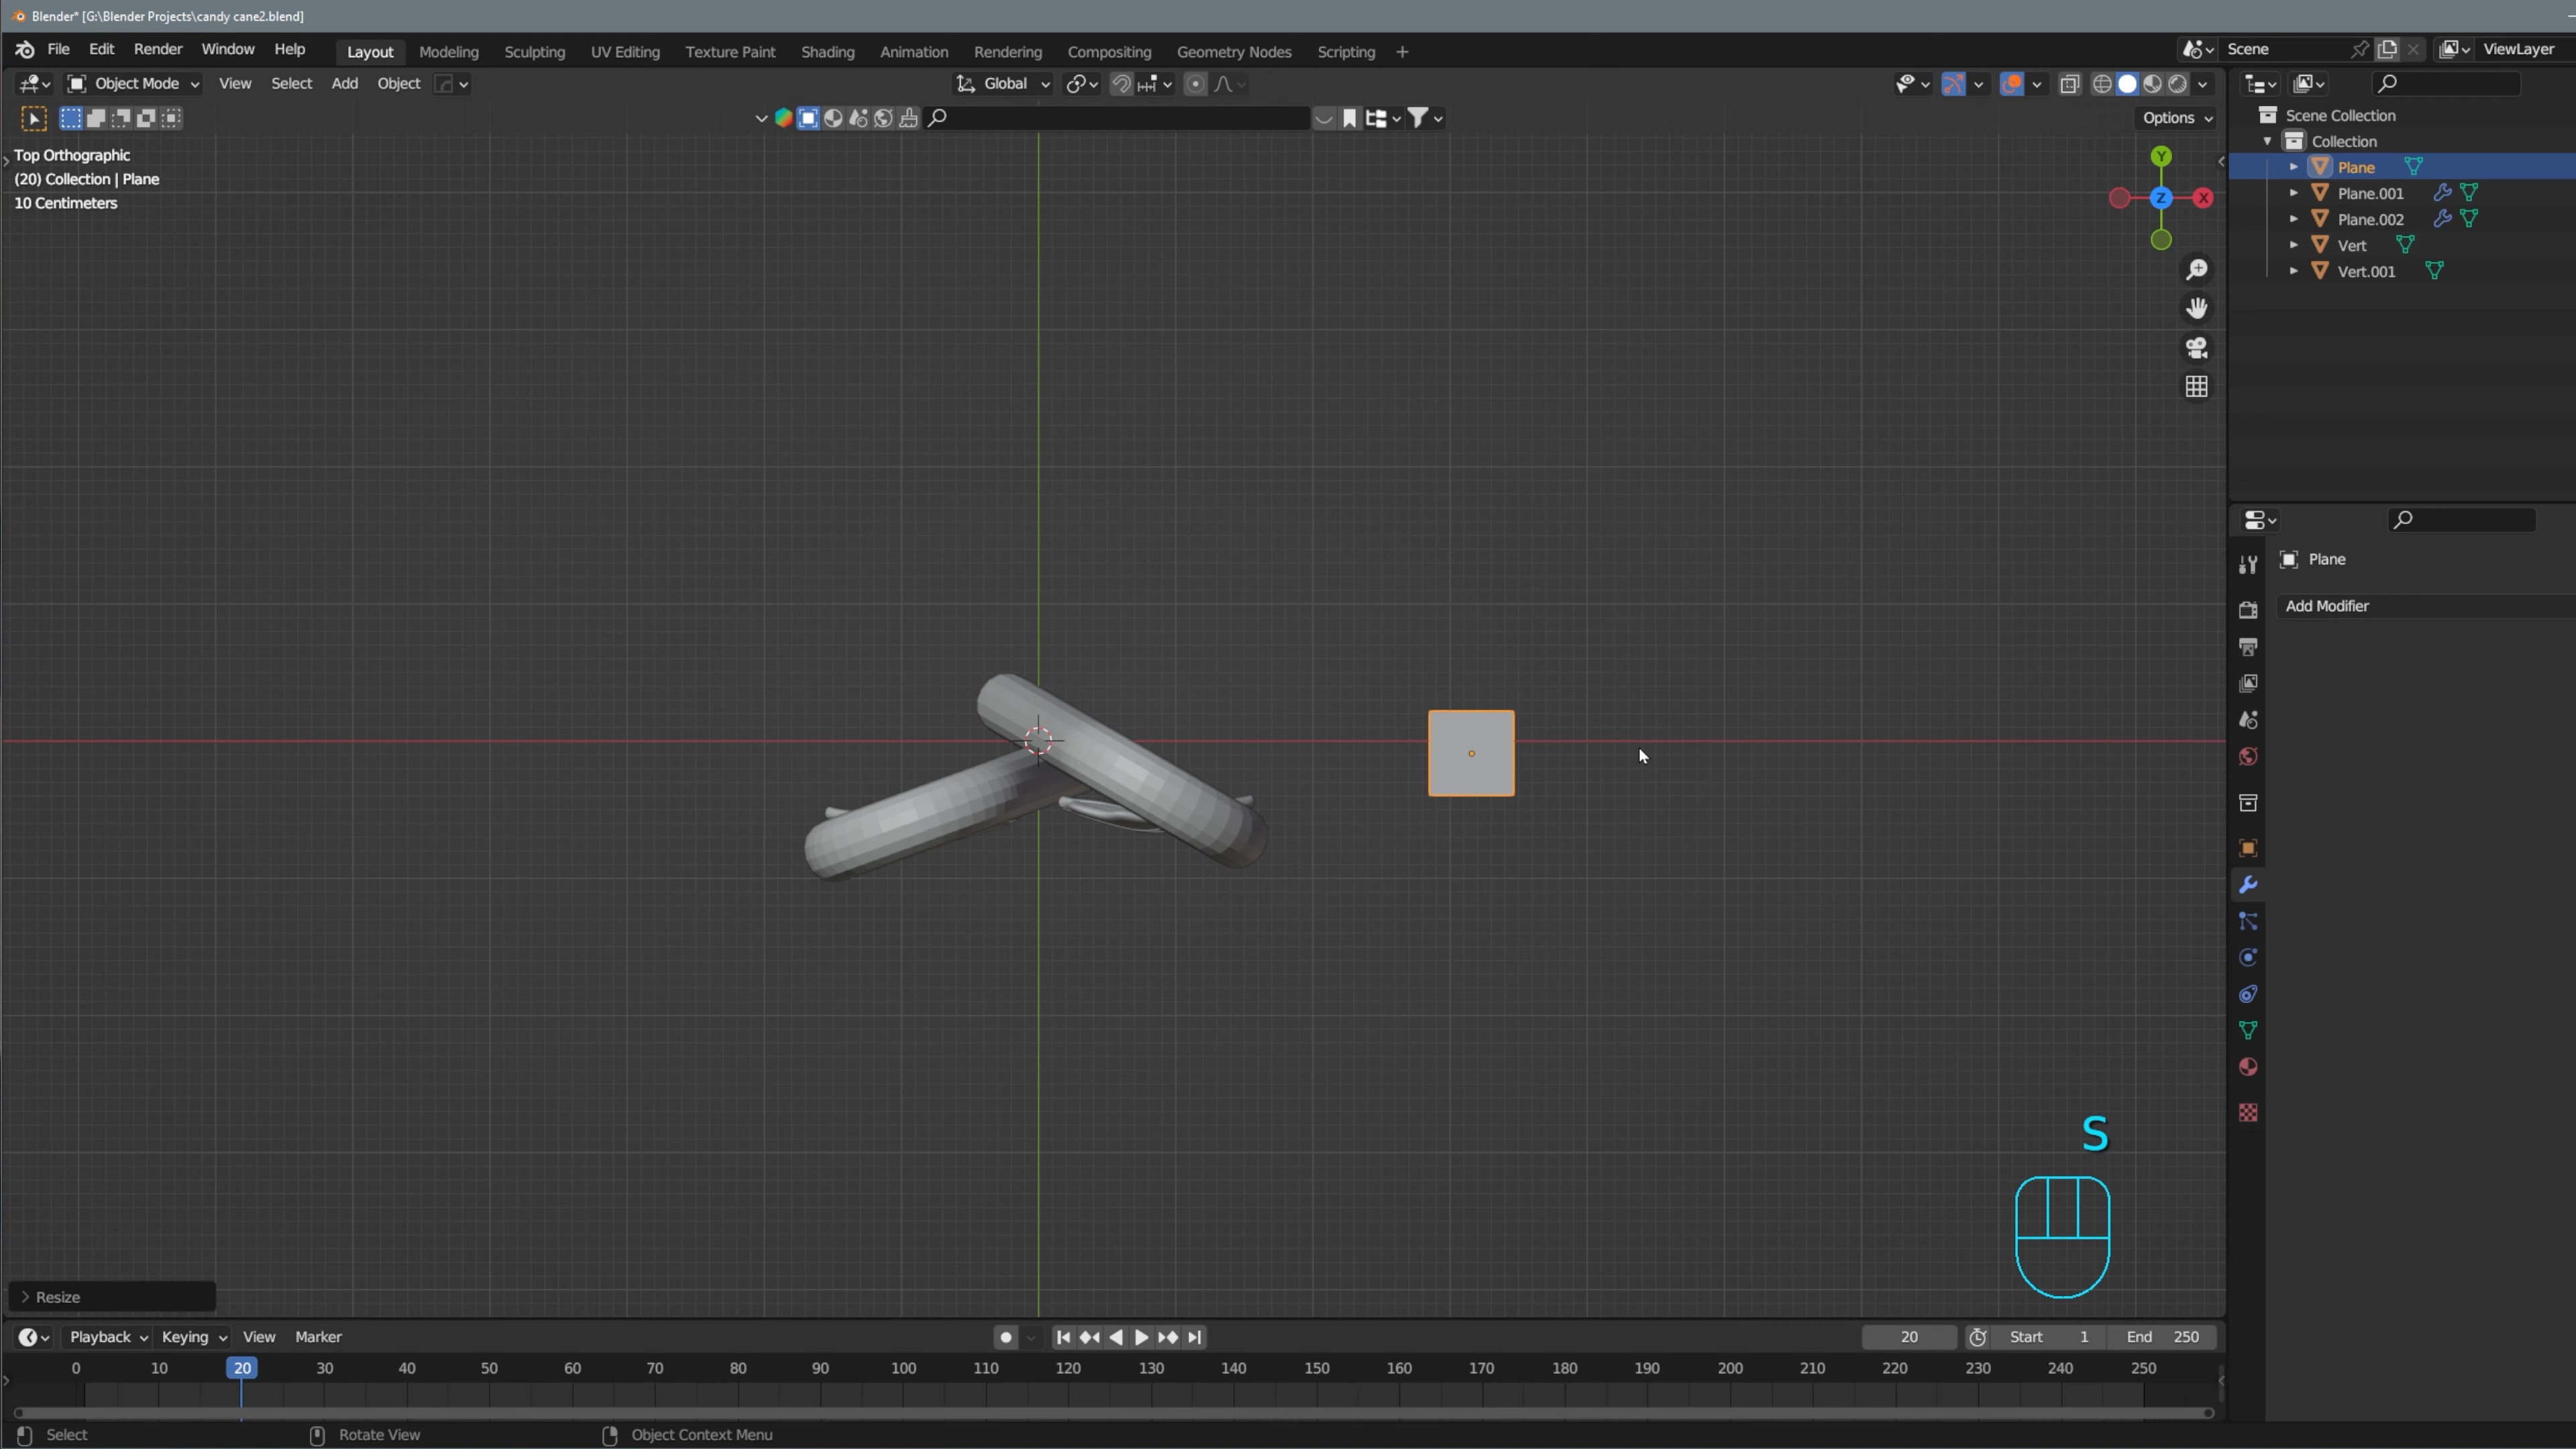 Blender* [G:\Blender Projects\candy cane2.blend]
File Edit Render Window Help Layout Modeling Sculpting UV Editing Texture Paint Shading Animation Rendering Compositing Geometry Nodes Scripting + Scene ViewLayer
Object Mode View Select Add Object Global
Options
Top Orthographic
(20) Collection | Plane
10 Centimeters
Y
Z
X
Scene Collection
Collection
Plane
Plane.001
Plane.002
Vert
Vert.001
Plane
Add Modifier
S
Resize
Playback Keying View Marker 20 Start 1 End 250
0 10 20 30 40 50 60 70 80 90 100 110 120 130 140 150 160 170 180 190 200 210 220 230 240 250
Select Rotate View Object Context Menu